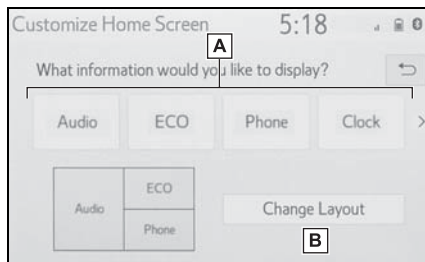 Customize Home Screen 5:18
A
What information would you like to display?
Audio ECO Phone Clock >
Audio ECO
Phone
Change Layout
B